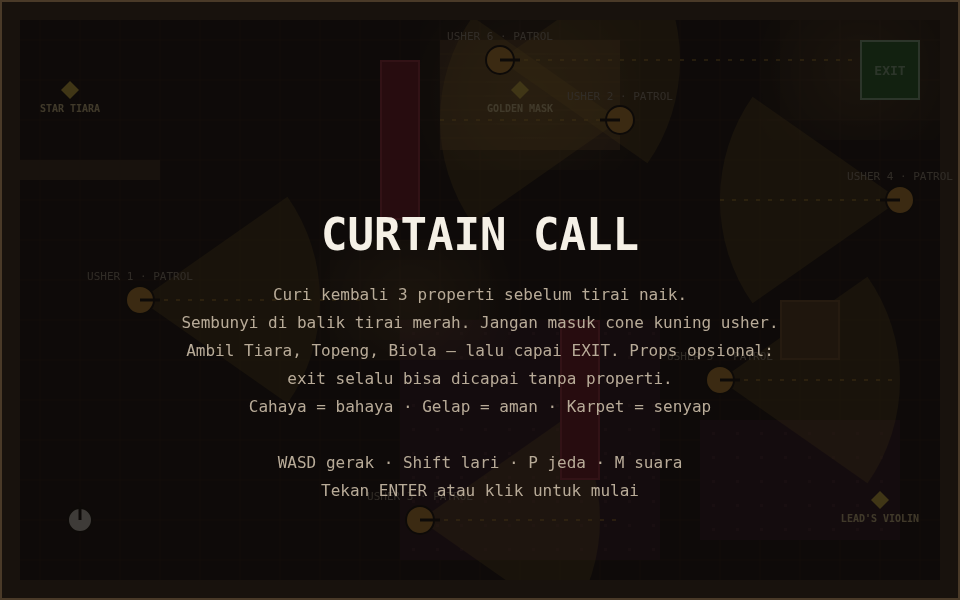 USHER 6 · PATROL
EXIT
STAR TIARA
GOLDEN MASK
USHER 2 · PATROL
USHER 4 · PATROL
CURTAIN CALL
USHER 1 · PATROL
Curi kembali 3 properti sebelum tirai naik.
Sembunyi di balik tirai merah. Jangan masuk cone kuning usher.
Ambil Tiara, Topeng, Biola — lalu capai EXIT. Props opsional:
exit selalu bisa dicapai tanpa properti.
Cahaya = bahaya · Gelap = aman · Karpet = senyap
WASD gerak · Shift lari · P jeda · M suara
Tekan ENTER atau klik untuk mulai
LEAD'S VIOLIN